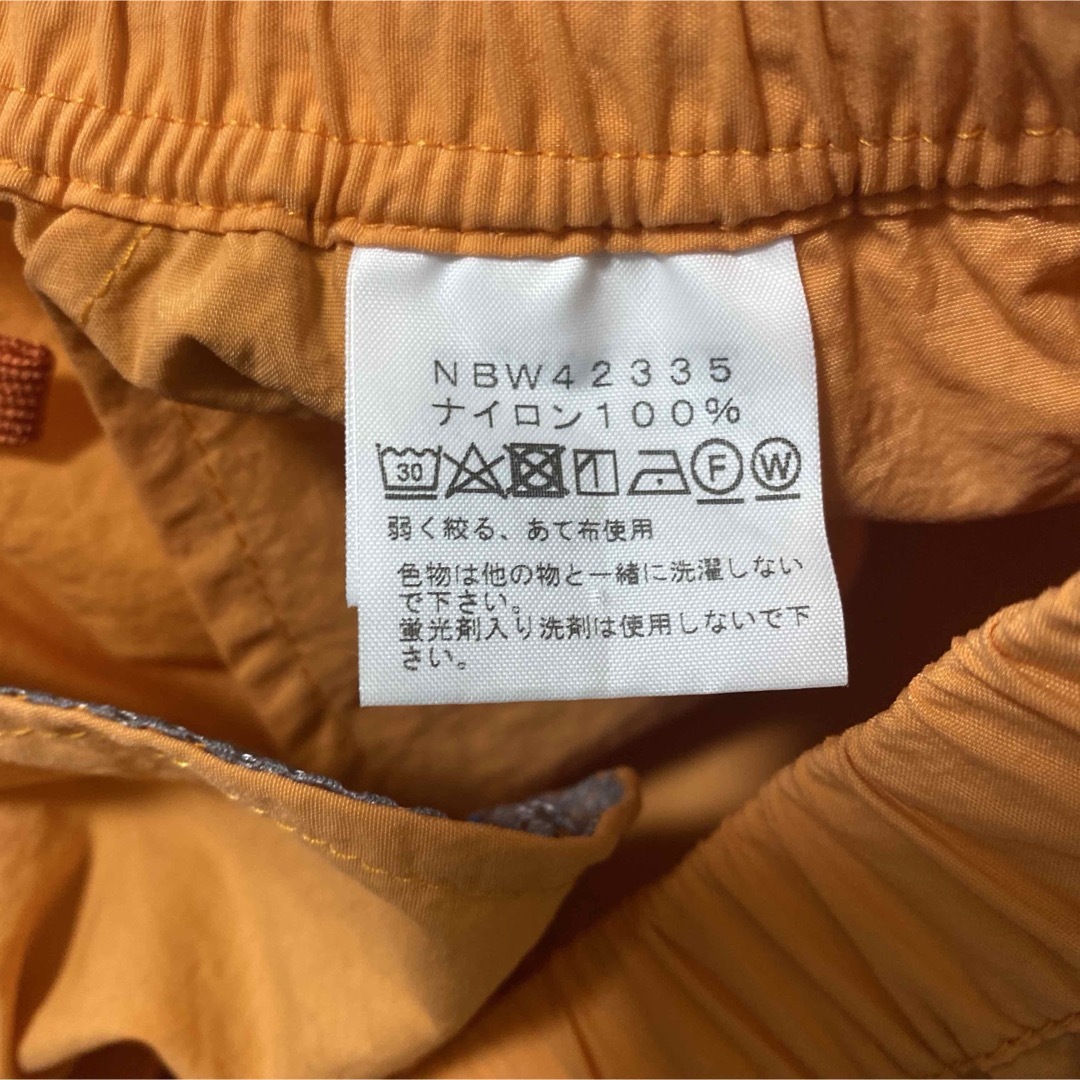 NBW42335
ナイロン100%
30 F W
弱く絞る、あて布使用
色物は他の物と一緒に洗濯しない
で下さい。
蛍光剤入り洗剤は使用しないで下
さい。